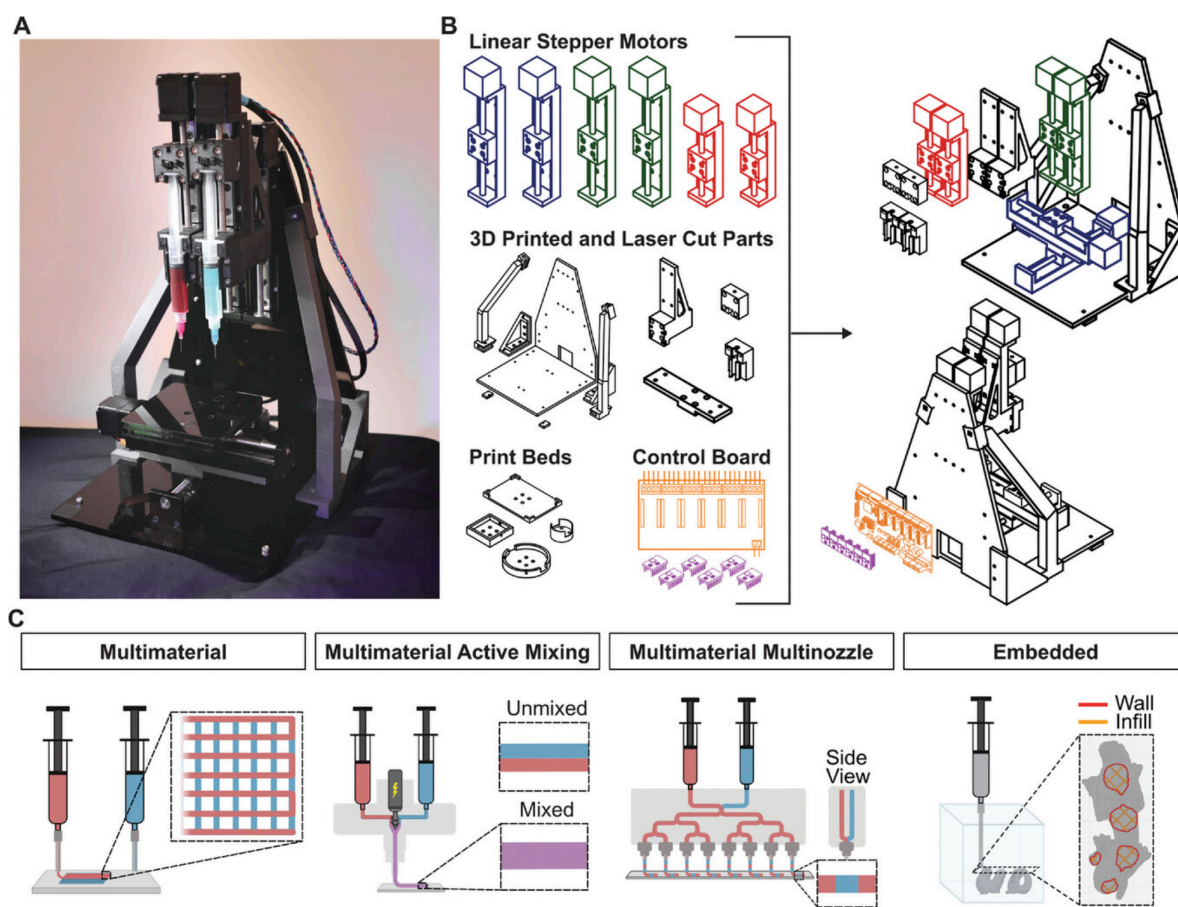 A
B
Linear Stepper Motors
3D Printed and Laser Cut Parts
Print Beds
Control Board
C
Multimaterial
Multimaterial Active Mixing
Multimaterial Multinozzle
Embedded
Unmixed
Mixed
Side
View
Wall
Infill